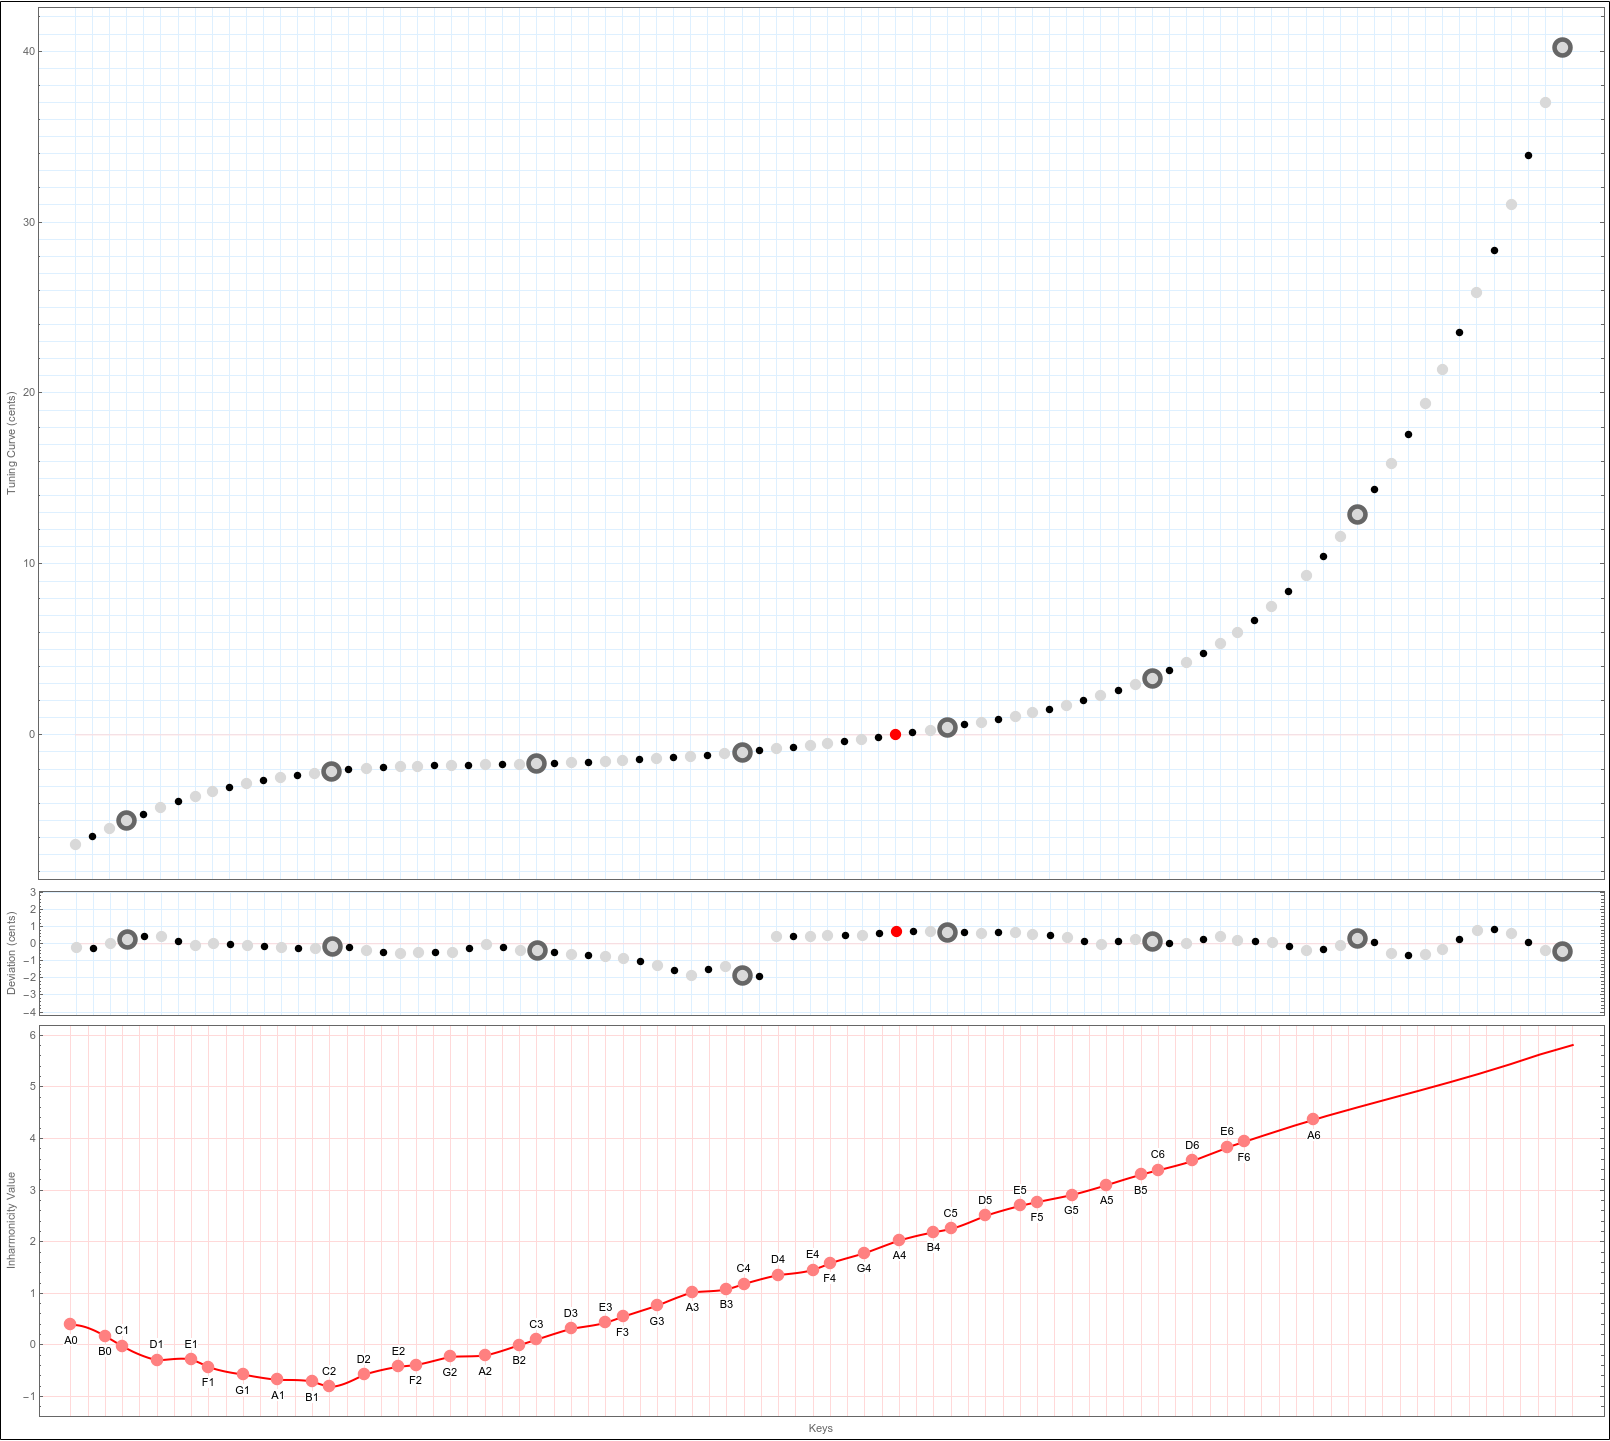 40
30
20
10
0
Tuning Curve (cents)
3
2
1
0
−1
−2
−3
−4
Deviation (cents)
6
5
4
3
2
1
0
−1
Inharmonicity Value
A0
B0
C1
D1
E1
F1
G1
A1
B1
C2
D2
E2
F2
G2
A2
B2
C3
D3
E3
F3
G3
A3
B3
C4
D4
E4
F4
G4
A4
B4
C5
D5
E5
F5
G5
A5
B5
C6
D6
E6
F6
A6
Keys